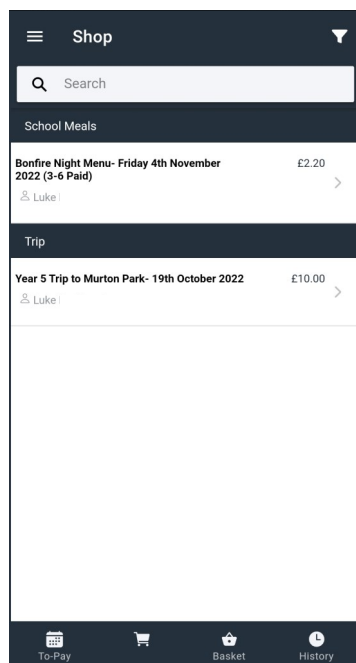 Shop
Search
School Meals
Bonfire Night Menu- Friday 4th November £2.20
2022 (3-6 Paid)
Luke
Trip
Year 5 Trip to Murton Park- 19th October 2022 £10.00
Luke
To-Pay Basket History